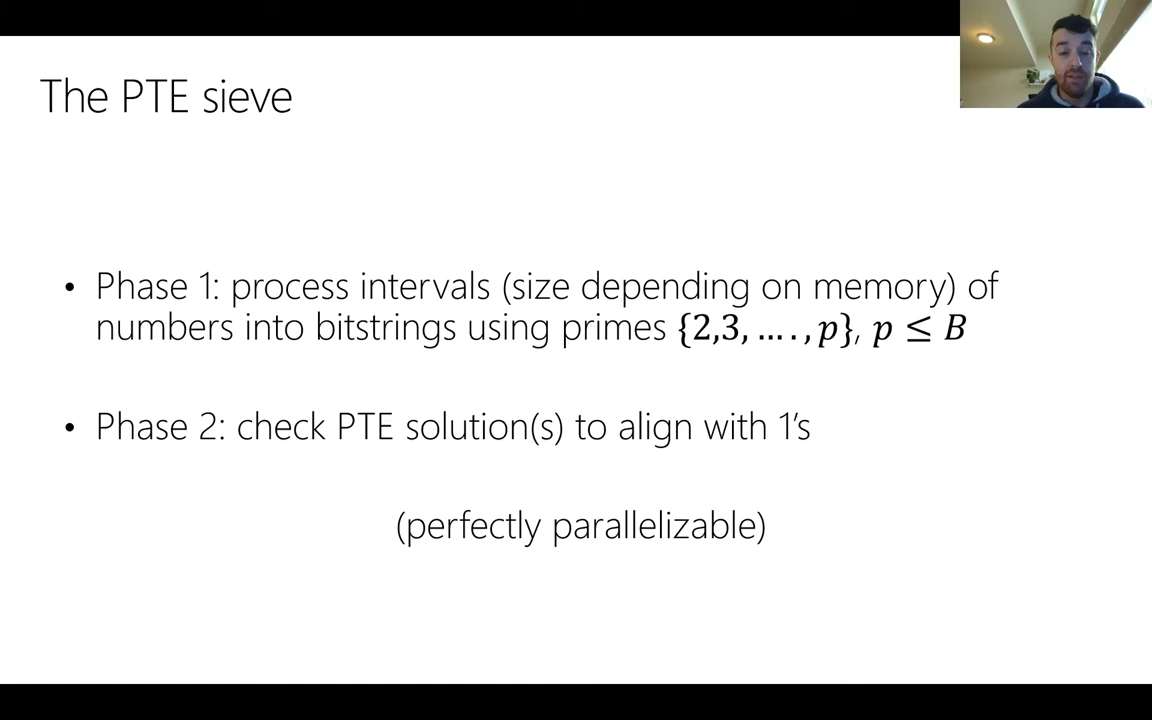 The PTE sieve
• Phase 1: process intervals (size depending on memory) of
numbers into bitstrings using primes {2,3, … . , p}, p ≤ B
• Phase 2: check PTE solution(s) to align with 1’s
(perfectly parallelizable)